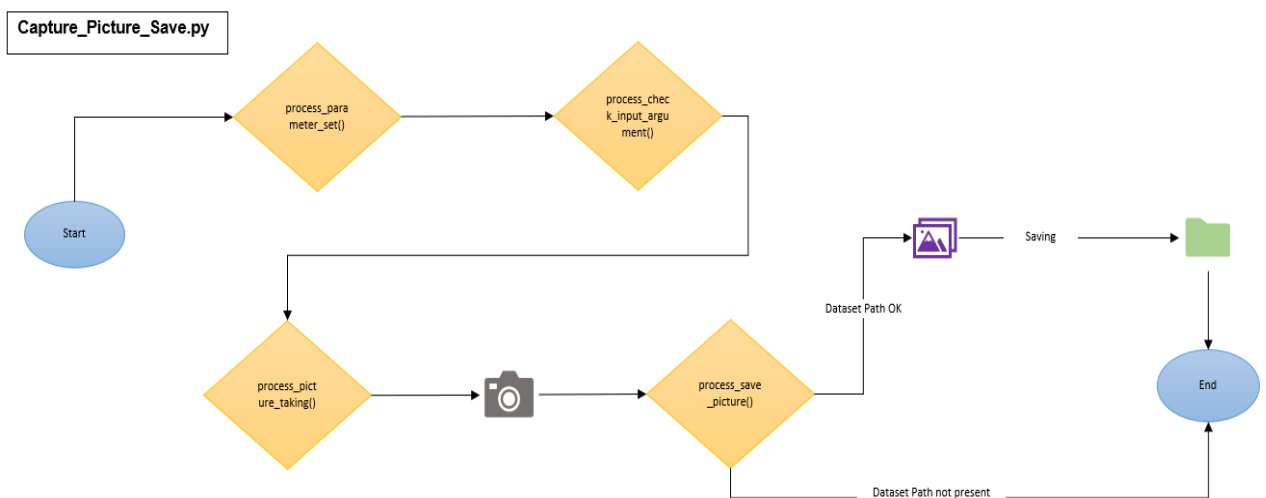 Capture_Picture_Save.py
process_para
meter_set()
process_chec
k_input_argu
ment()
Start
Saving
Dataset Path OK
process_pict
ure_taking()
process_save
_picture()
End
Dataset Path not present